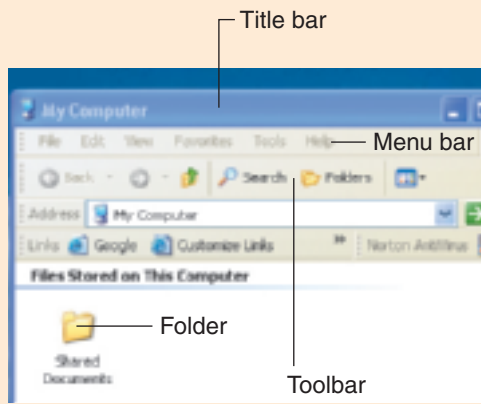 Title bar
My Computer
File Edit View Favorites Tools Help Menu bar
Back Search Folders
Address My Computer
Links Google Customize Links Norton AntiVirus
Files Stored on This Computer
Folder
Shared
Documents
Toolbar